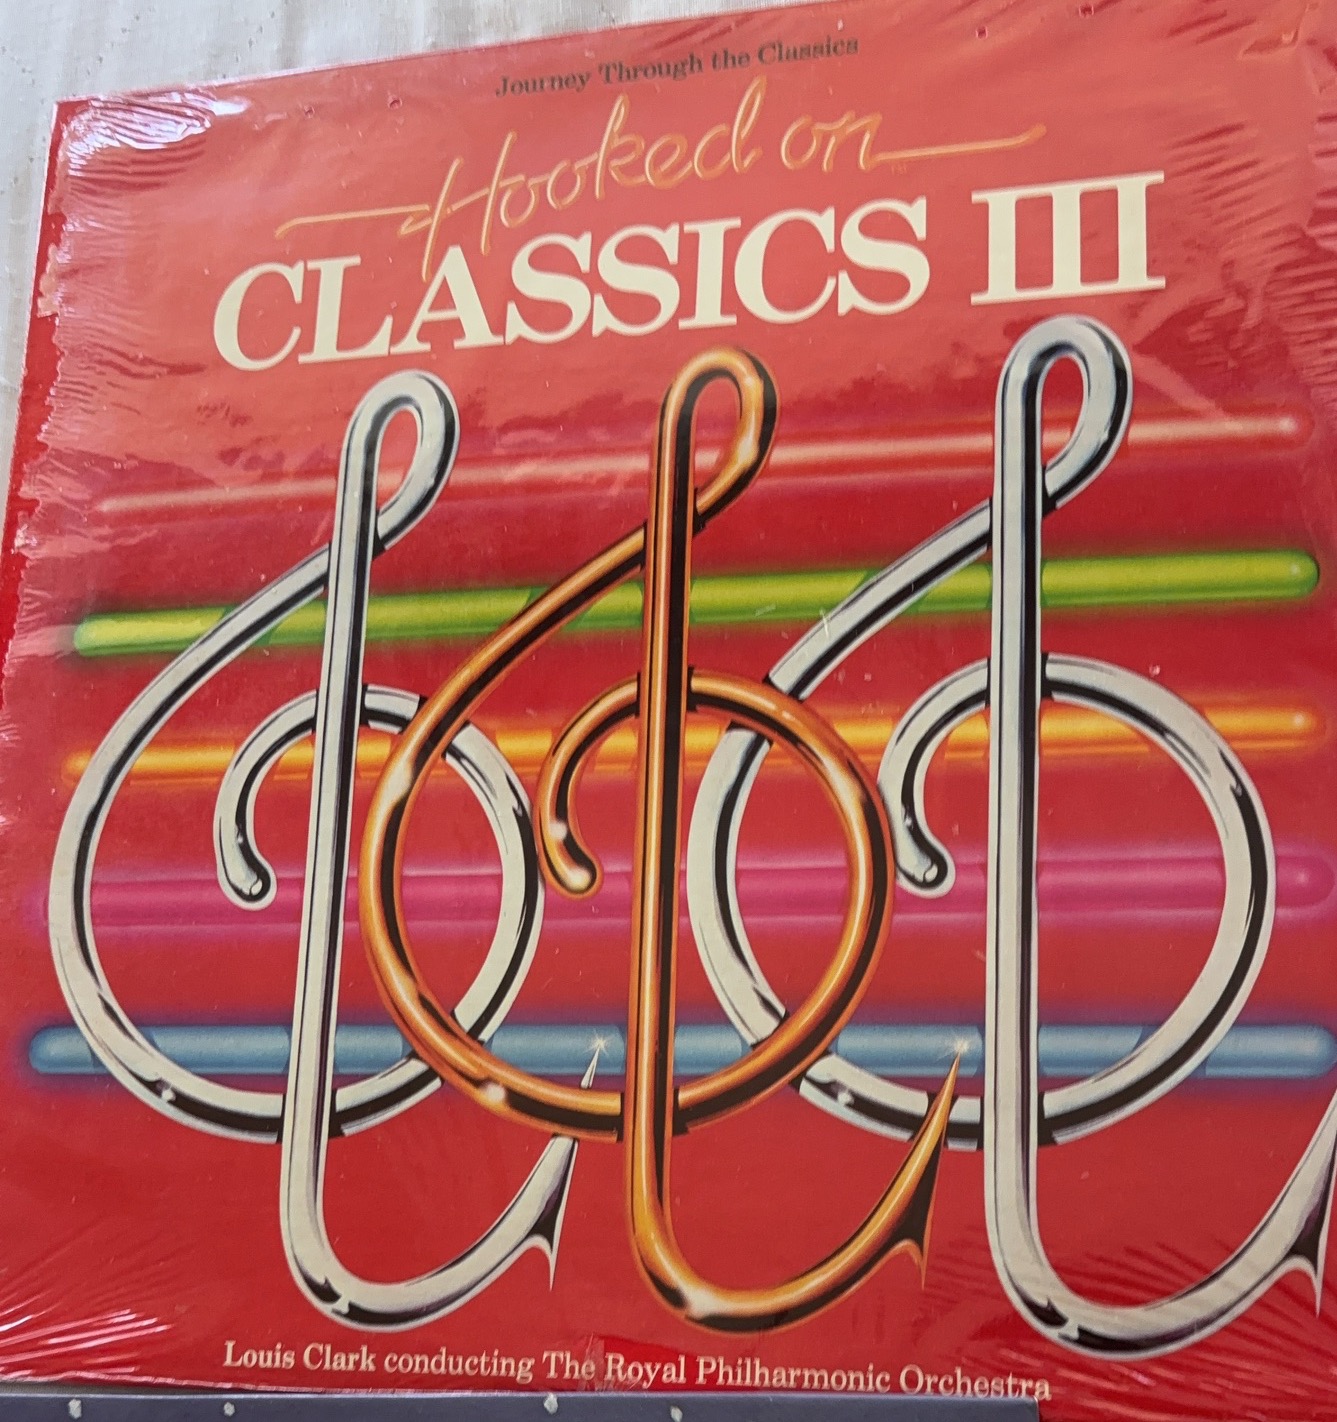 Journey Through the Classics
Hooked on
CLASSICS III
Louis Clark conducting The Royal Philharmonic Orchestra